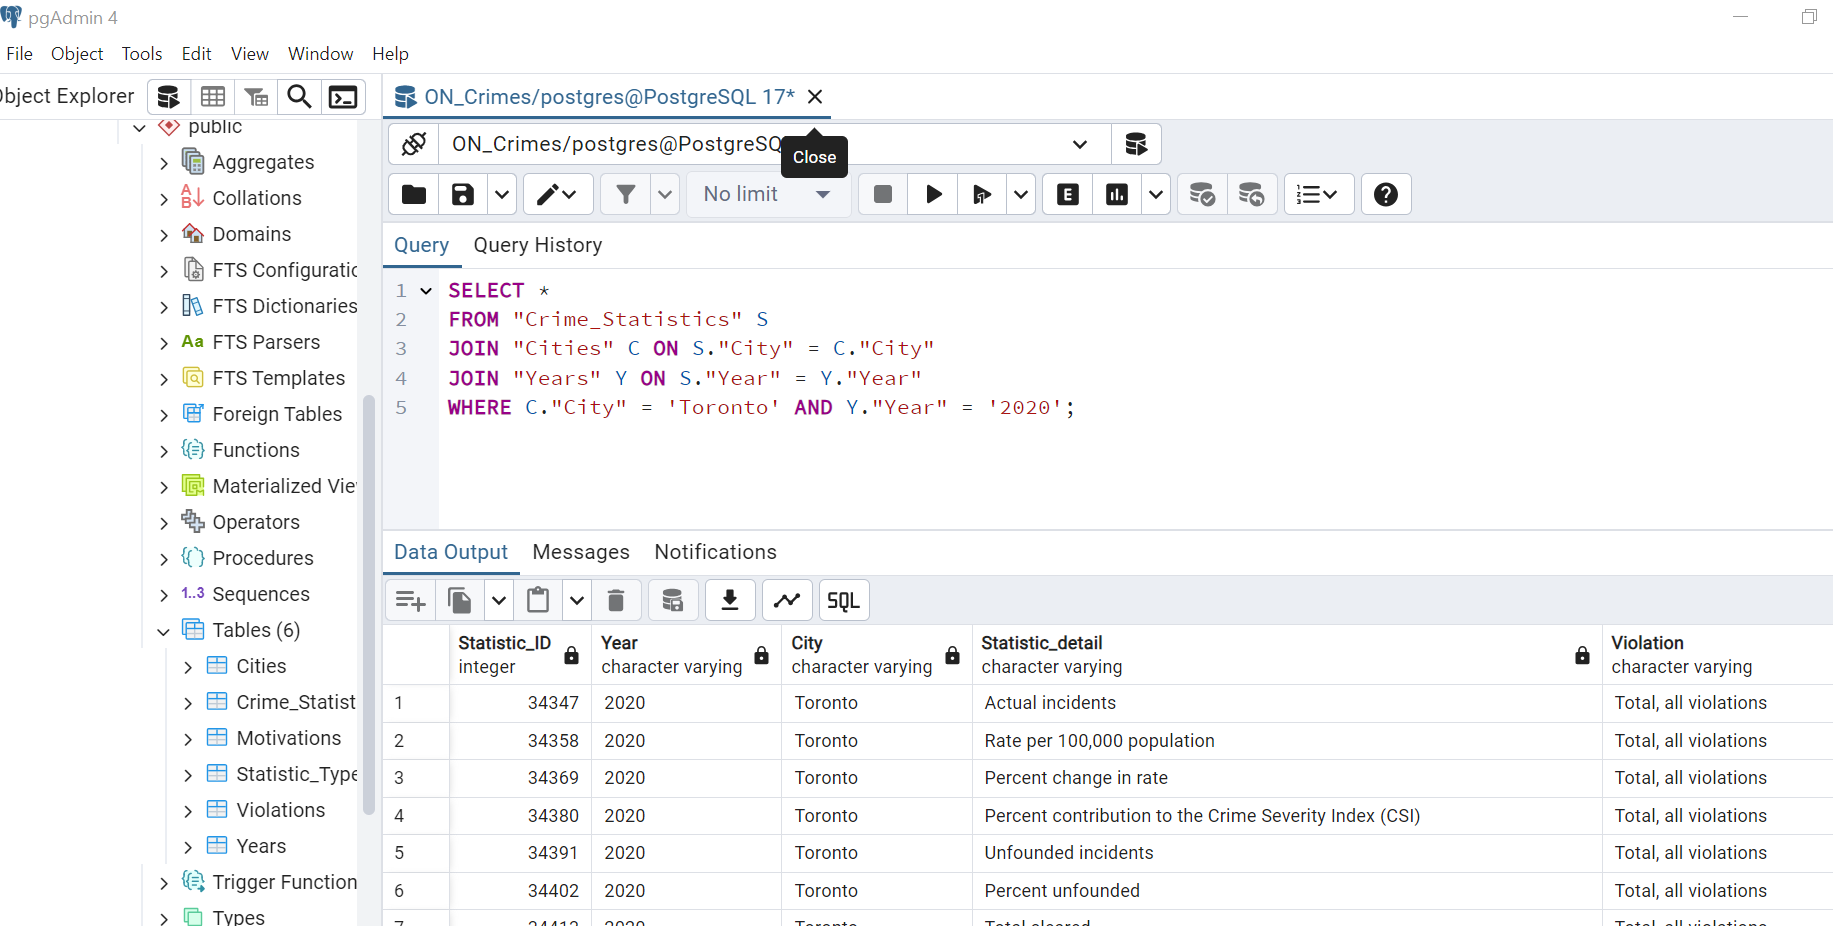 pgAdmin 4
File Object Tools Edit View Window Help
bject Explorer
ON_Crimes/postgres@PostgreSQL 17*
ON_Crimes/postgres@PostgreSQ
Close
No limit
Query Query History
1 SELECT *
2 FROM "Crime_Statistics" S
3 JOIN "Cities" C ON S."City" = C."City"
4 JOIN "Years" Y ON S."Year" = Y."Year"
5 WHERE C."City" = 'Toronto' AND Y."Year" = '2020';
public
Aggregates
Collations
Domains
FTS Configuratic
FTS Dictionaries
Aa FTS Parsers
FTS Templates
Foreign Tables
Functions
Materialized Vie
Operators
Procedures
1..3 Sequences
Tables (6)
Cities
Crime_Statist
Motivations
Statistic_Type
Violations
Years
Trigger Function
Types
Data Output Messages Notifications
SQL
Statistic_ID Year City Statistic_detail Violation
integer character varying character varying character varying character varying
1 34347 2020 Toronto Actual incidents Total, all violations
2 34358 2020 Toronto Rate per 100,000 population Total, all violations
3 34369 2020 Toronto Percent change in rate Total, all violations
4 34380 2020 Toronto Percent contribution to the Crime Severity Index (CSI) Total, all violations
5 34391 2020 Toronto Unfounded incidents Total, all violations
6 34402 2020 Toronto Percent unfounded Total, all violations
7 34413 2020 Toronto Total cleared Total, all violations